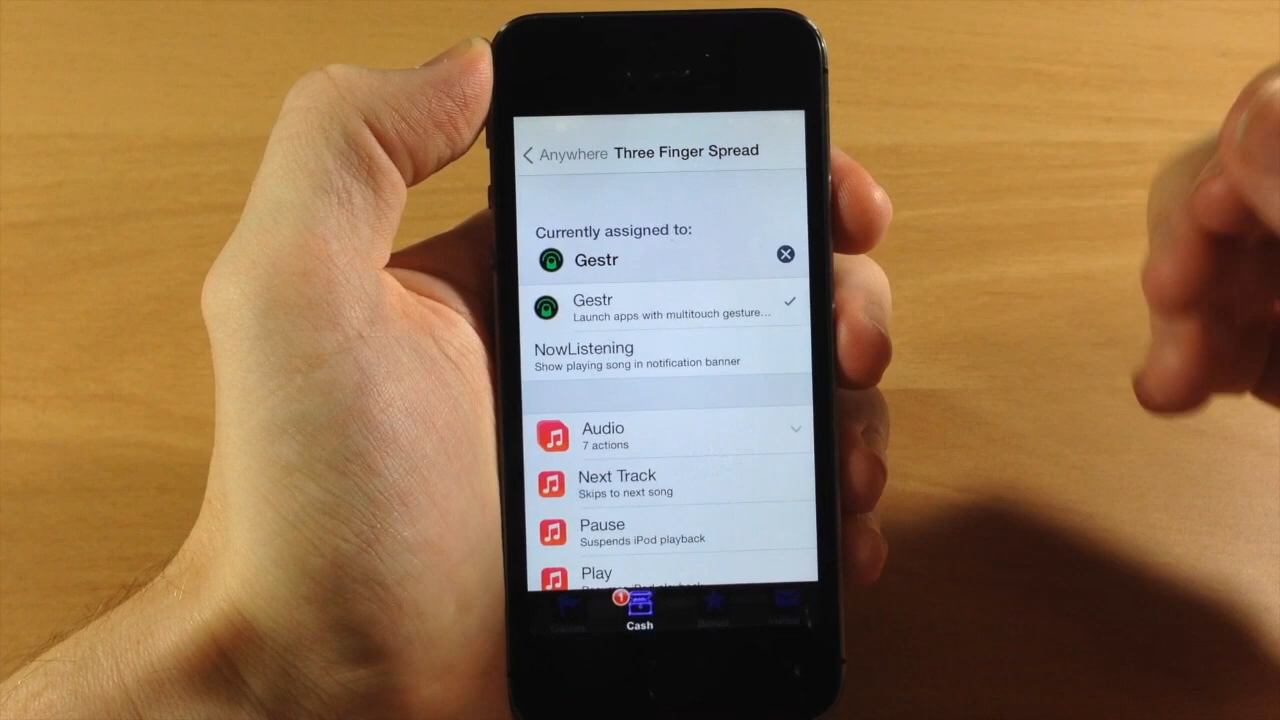 Anywhere Three Finger Spread
Currently assigned to:
Gestr
Gestr
Launch apps with multitouch gesture...
NowListening
Show playing song in notification banner
Audio
7 actions
Next Track
Skips to next song
Pause
Suspends iPod playback
Play
1
Cash